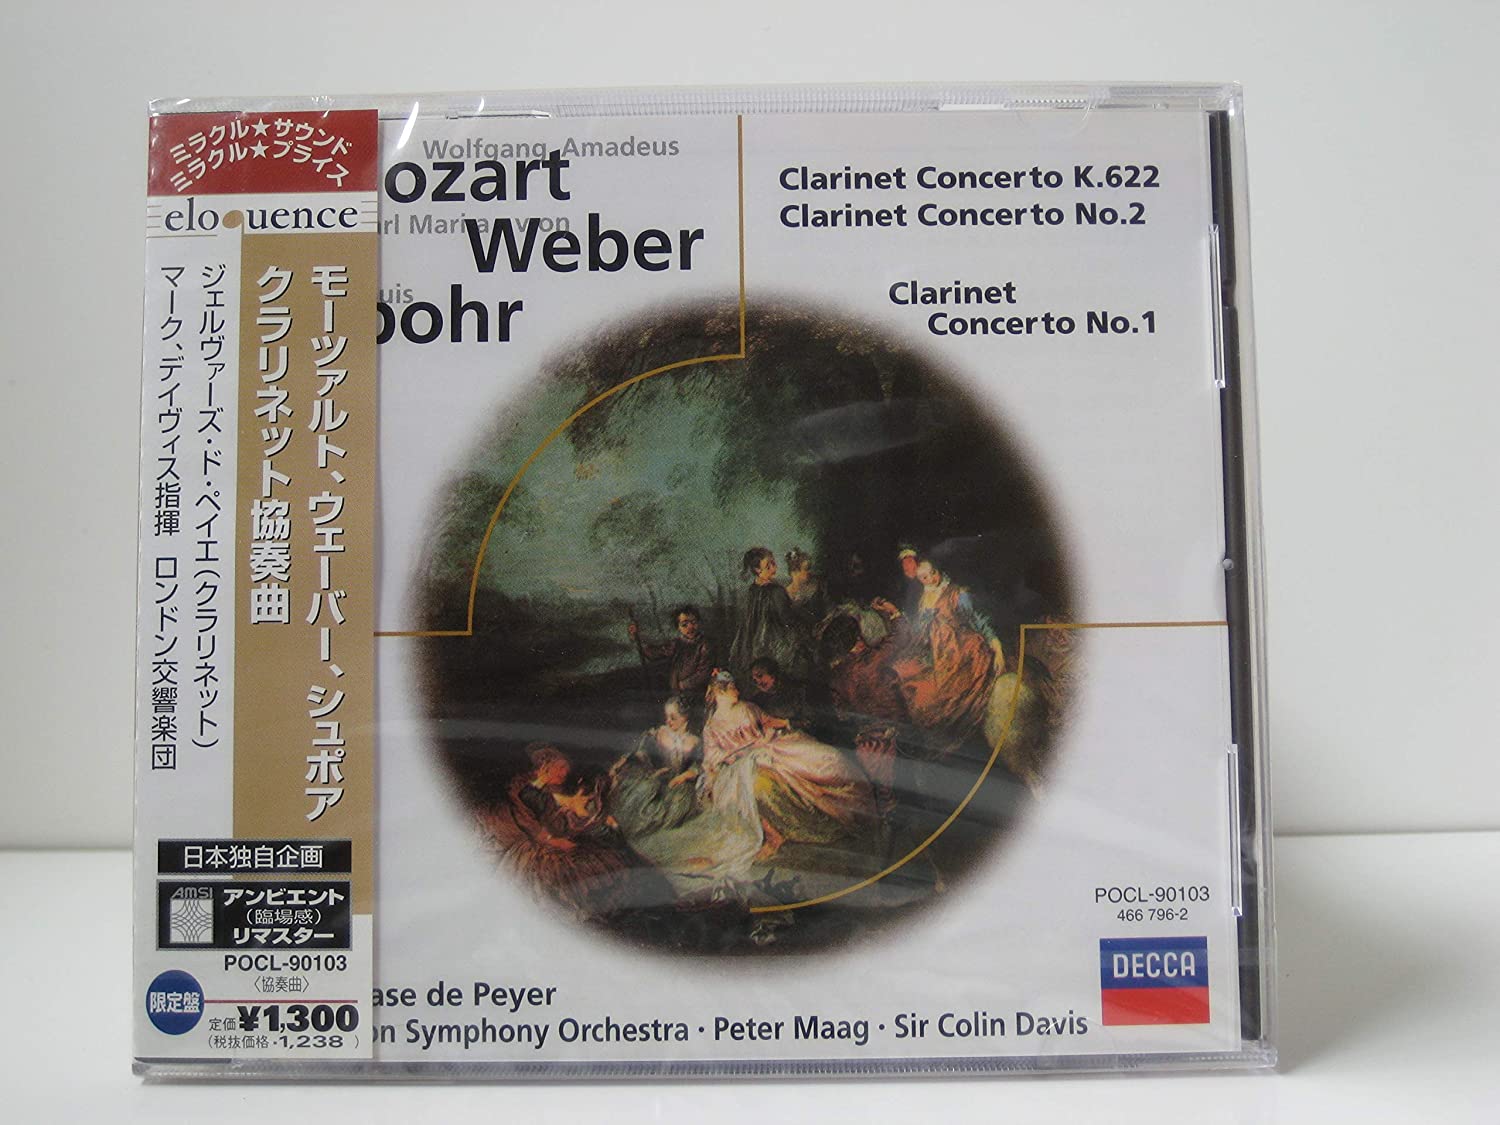 ミラクル★サウンド
ミラクル★プライス
eloquence
モーツァルト、ウェーバー、シュポア
クラリネット協奏曲
ジェルヴァーズ・ド・ペイエ(クラリネット)
マーク、デイヴィス指揮 ロンドン交響楽団
日本独自企画
AMSI
アンビエント
(臨場感)
リマスター
POCL-90103
〈協奏曲〉
限定盤
定価¥1,300
(税抜価格・1,238)
Wolfgang Amadeus
ozart
arl Maria von
Weber
uis
pohr
Clarinet Concerto K.622
Clarinet Concerto No.2
Clarinet
Concerto No.1
POCL-90103
466 796-2
DECCA
ase de Peyer
on Symphony Orchestra · Peter Maag · Sir Colin Davis